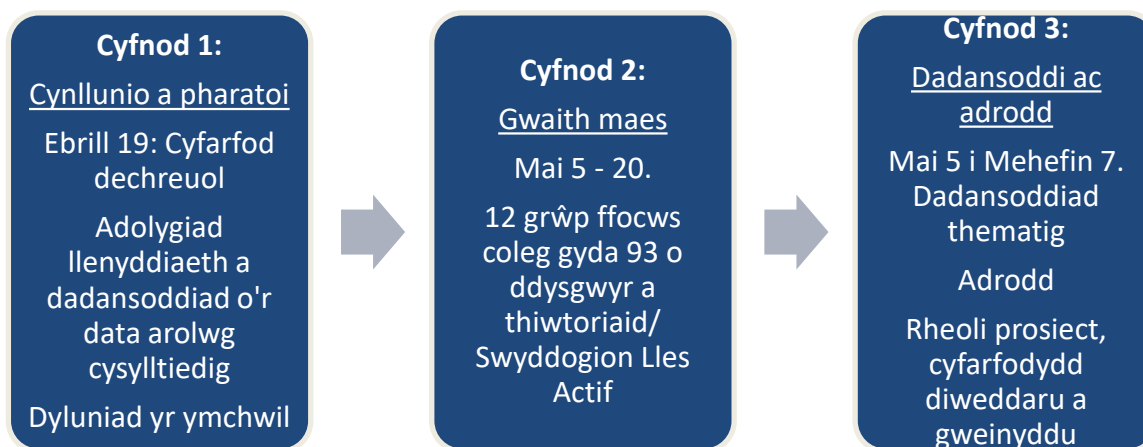 Cyfnod 1:
Cynllunio a pharatoi
Ebrill 19: Cyfarfod
dechreuol
Adolygiad
llenyddiaeth a
dadansoddiad o'r
data arolwg
cysylltiedig
Dyluniad yr ymchwil
Cyfnod 2:
Gwaith maes
Mai 5 - 20.
12 grŵp ffocws
coleg gyda 93 o
ddysgwyr a
thiwtoriaid/
Swyddogion Lles
Actif
Cyfnod 3:
Dadansoddi ac
adrodd
Mai 5 i Mehefin 7.
Dadansoddiad
thematig
Adrodd
Rheoli prosiect,
cyfarfodydd
diweddaru a
gweinyddu